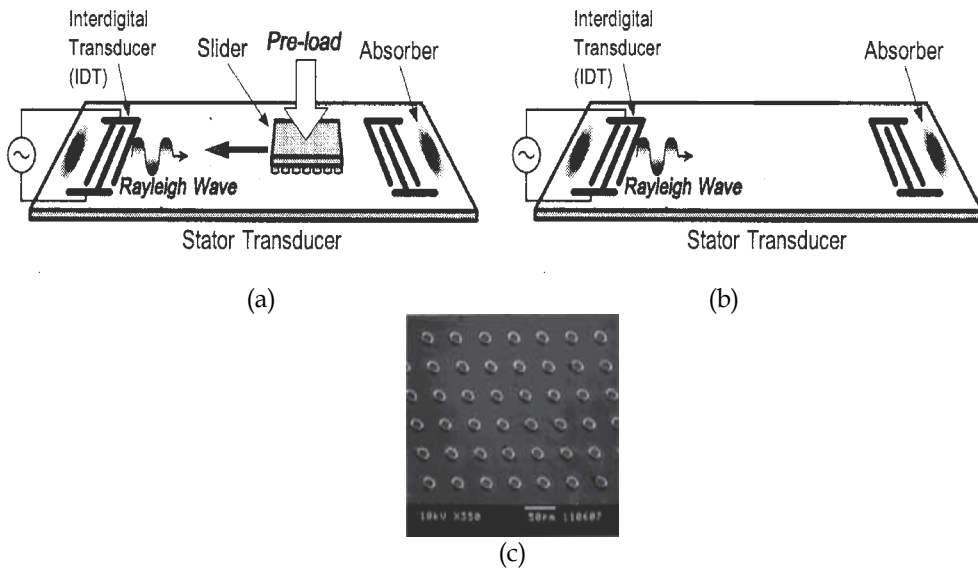 Interdigital
Transducer
(IDT)
Slider
Pre-load
Absorber
Rayleigh Wave
Stator Transducer
(a)
Interdigital
Transducer
(IDT)
Absorber
Rayleigh Wave
Stator Transducer
(b)
10kV X350 50µm 110607
(c)